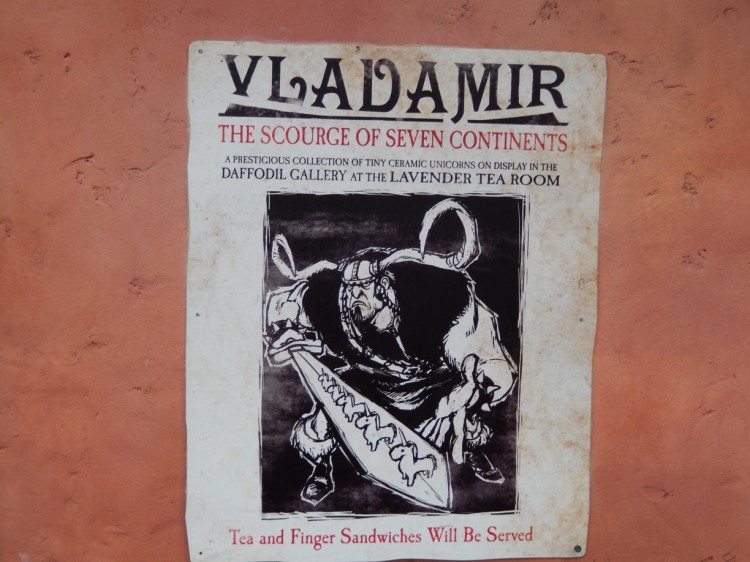 VLADAMIR
THE SCOURGE OF SEVEN CONTINENTS
A PRESTIGIOUS COLLECTION OF TINY CERAMIC UNICORNS ON DISPLAY IN THE
DAFFODIL GALLERY AT THE LAVENDER TEA ROOM
Tea and Finger Sandwiches Will Be Served